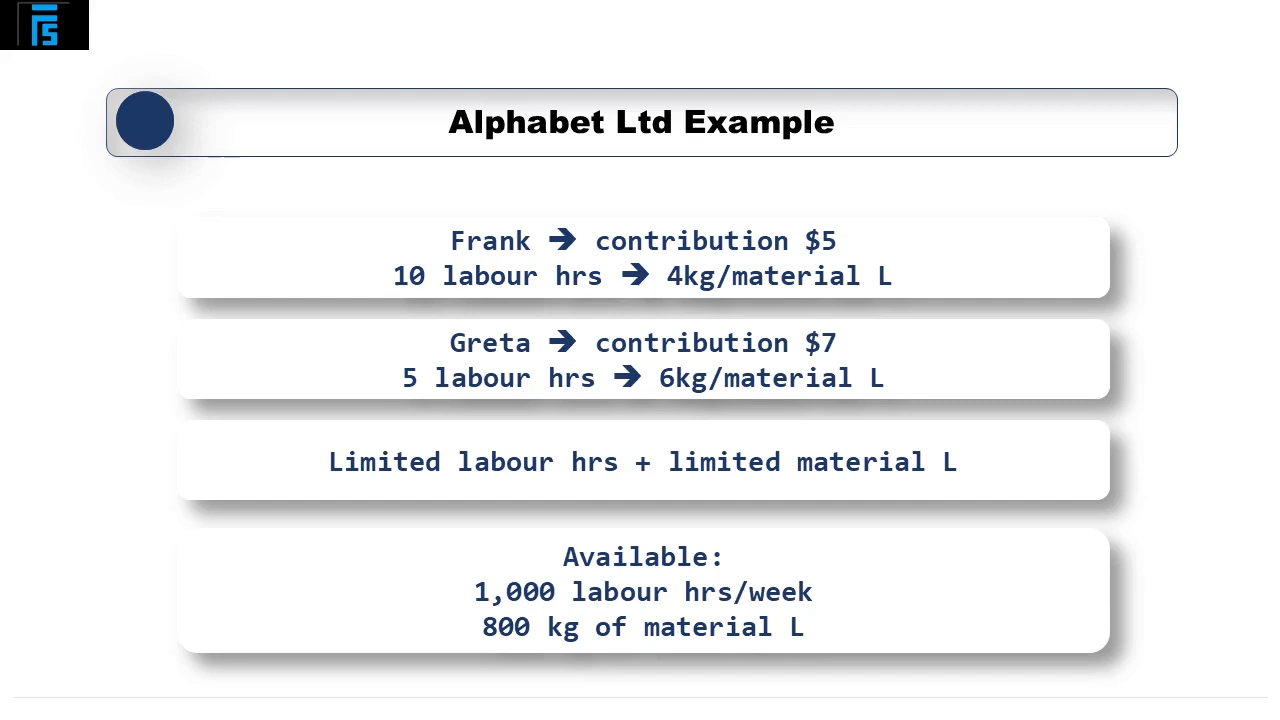 Alphabet Ltd Example
Frank ➔ contribution $5
10 labour hrs ➔ 4kg/material L
Greta ➔ contribution $7
5 labour hrs ➔ 6kg/material L
Limited labour hrs + limited material L
Available:
1,000 labour hrs/week
800 kg of material L